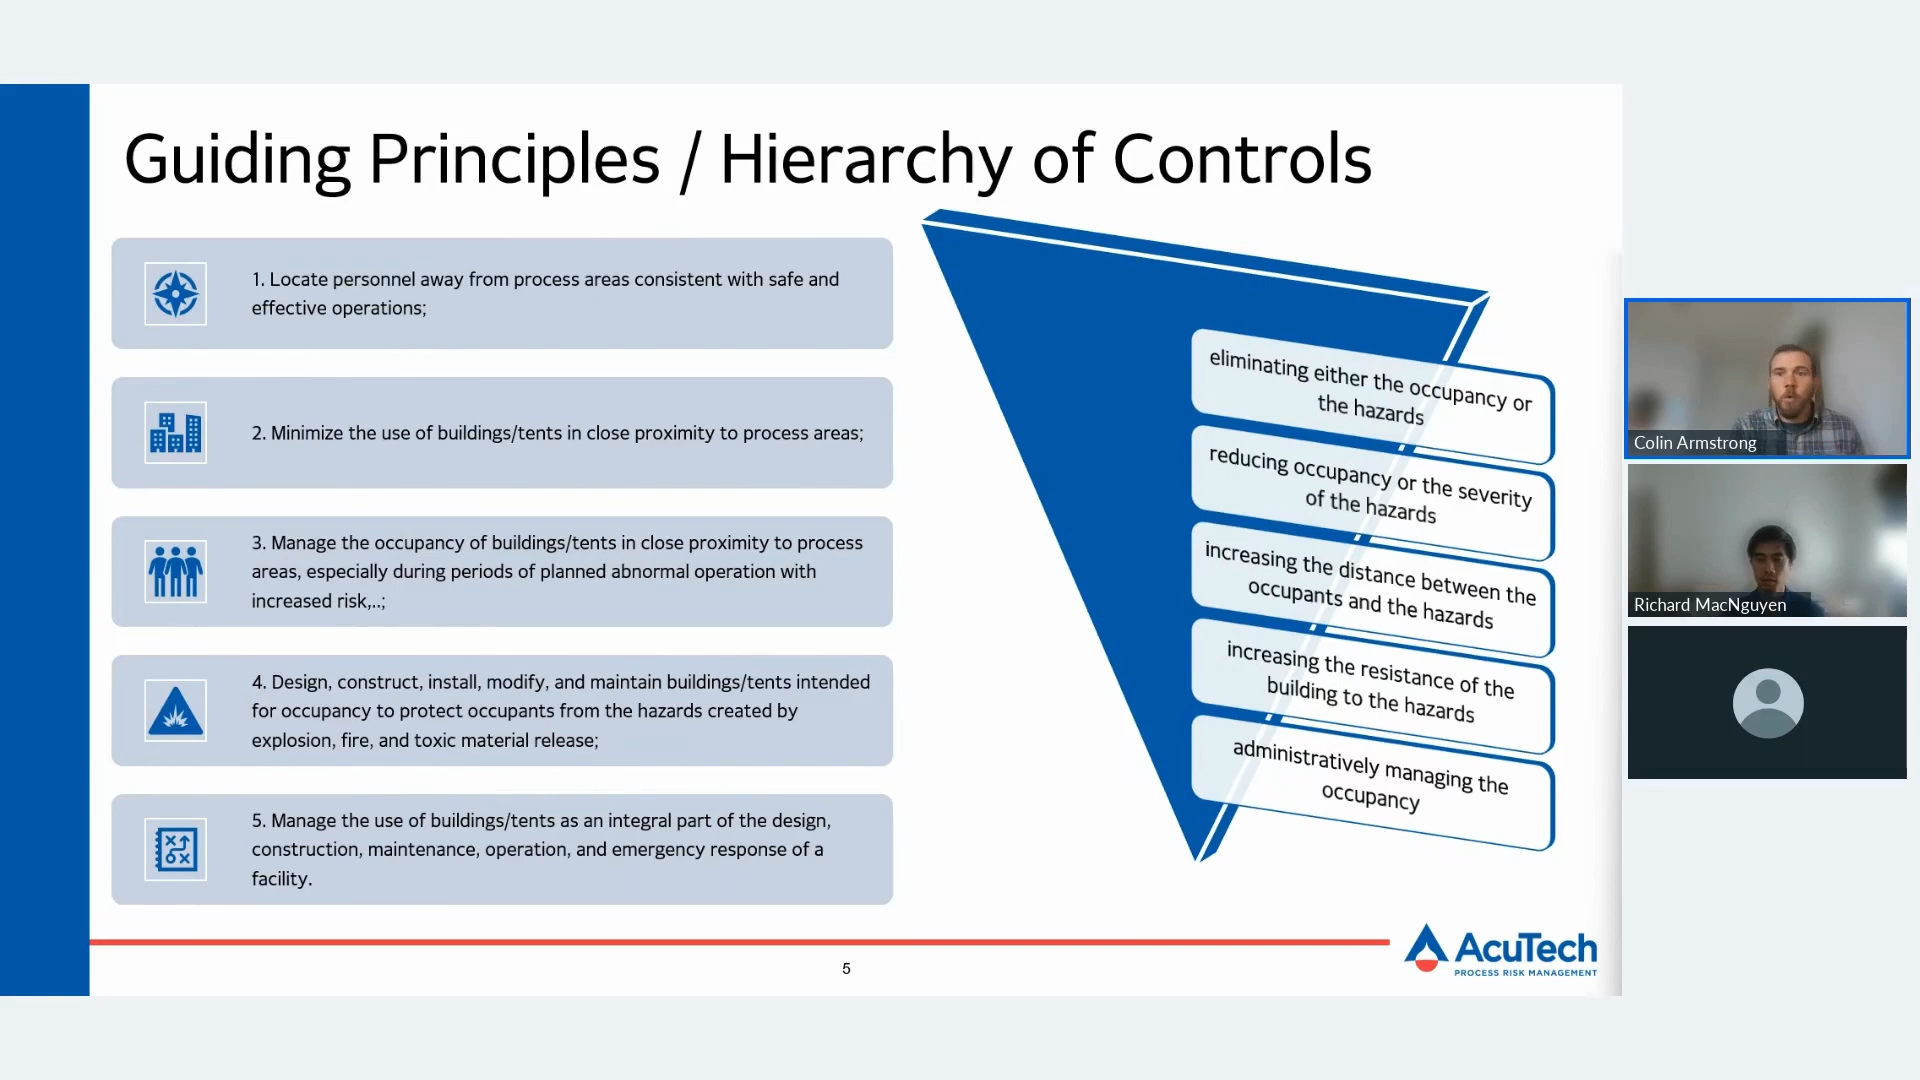 Guiding Principles / Hierarchy of Controls
1. Locate personnel away from process areas consistent with safe and
effective operations;
2. Minimize the use of buildings/tents in close proximity to process areas;
3. Manage the occupancy of buildings/tents in close proximity to process
areas, especially during periods of planned abnormal operation with
increased risk,..;
4. Design, construct, install, modify, and maintain buildings/tents intended
for occupancy to protect occupants from the hazards created by
explosion, fire, and toxic material release;
5. Manage the use of buildings/tents as an integral part of the design,
construction, maintenance, operation, and emergency response of a
facility.
eliminating either the occupancy or
the hazards
reducing occupancy or the severity
of the hazards
increasing the distance between the
occupants and the hazards
increasing the resistance of the
building to the hazards
administratively managing the
occupancy
5
AcuTech
PROCESS RISK MANAGEMENT
Colin Armstrong
Richard MacNguyen